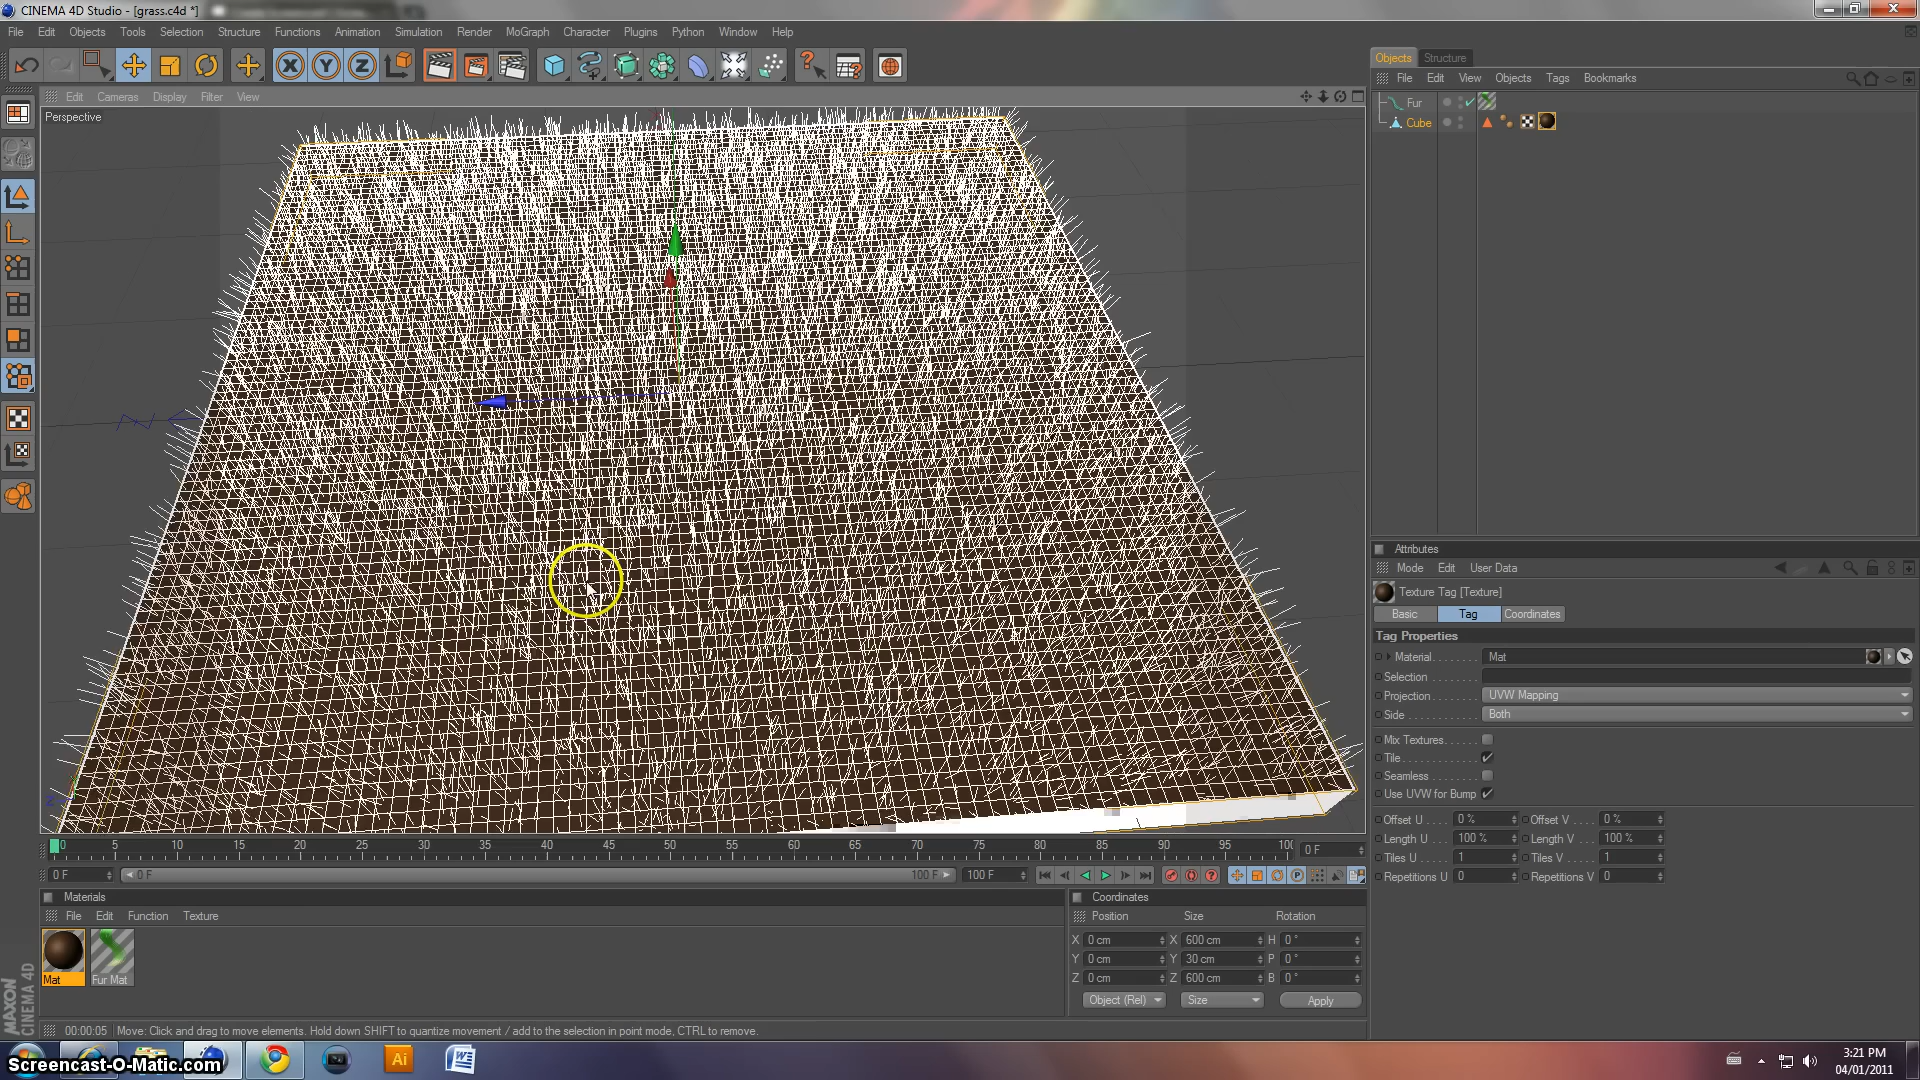 CINEMA 4D Studio - [grass.c4d *]
File Edit Objects Tools Selection Structure Functions Animation Simulation Render MoGraph Character Plugins Python Window Help
Objects Structure
File Edit View Objects Tags Bookmarks
Fur
Cube
Edit Cameras Display Filter View
Perspective
Attributes
Mode Edit User Data
Texture Tag [Texture]
Basic Tag Coordinates
Tag Properties
Material. . . . . . . . Mat
Selection
Projection . . . . . . . UVW Mapping
Side . . . . . . . . . . Both
Mix Textures. . . . . .
Tile. . . . . . . . . . .
Seamless . . . . . . .
Use UVW for Bump
Offset U . . . 0 % Offset V . . . 0 %
Length U . . . 100 % Length V . . . 100 %
Tiles U . . . . 1 Tiles V . . . . 1
Repetitions U 0 Repetitions V 0
0 5 10 15 20 25 30 35 40 45 50 55 60 65 70 75 80 85 90 95 100 0 F
0 F 0 F 100 F 100 F
Materials
File Edit Function Texture
Mat Fur Mat
Coordinates
Position Size Rotation
X 0 cm X 600 cm H 0 °
Y 0 cm Y 30 cm P 0 °
Z 0 cm Z 600 cm B 0 °
Object (Rel) Size Apply
MAXON
CINEMA 4D
00:00:05 Move: Click and drag to move elements. Hold down SHIFT to quantize movement / add to the selection in point mode, CTRL to remove.
Screencast-O-Matic.com
Ai
W
3:21 PM
04/01/2011